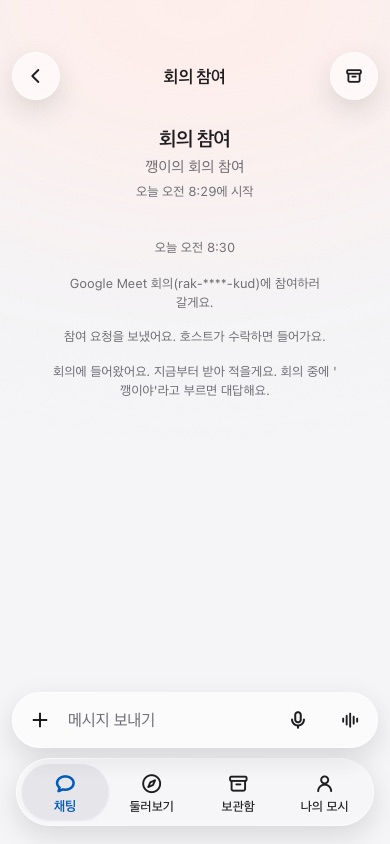 회의 참여
회의 참여
깽이의 회의 참여
오늘 오전 8:29에 시작
오늘 오전 8:30
Google Meet 회의(rak-****-kud)에 참여하러
갈게요.
참여 요청을 보냈어요. 호스트가 수락하면 들어가요.
회의에 들어왔어요. 지금부터 받아 적을게요. 회의 중에 '
깽이야'라고 부르면 대답해요.
메시지 보내기
채팅
둘러보기
보관함
나의 모시